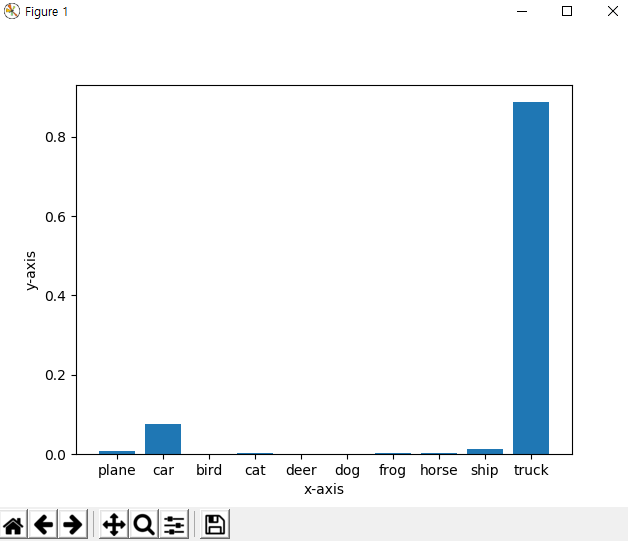 Figure 1
0.8
0.6
0.4
0.2
0.0
y-axis
plane car bird cat deer dog frog horse ship truck
x-axis